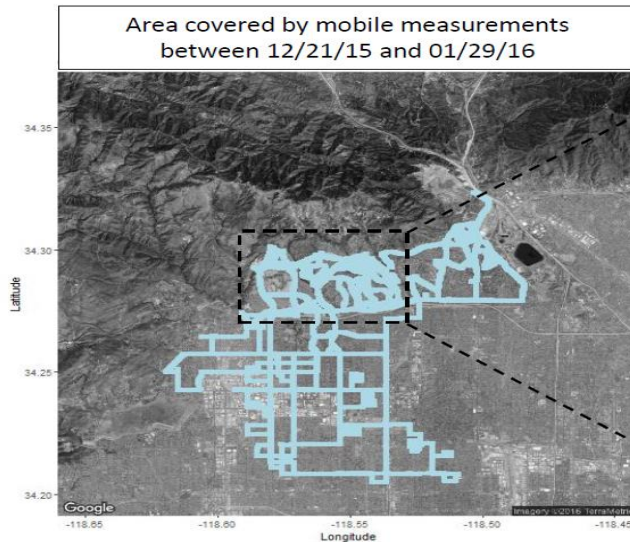 Area covered by mobile measurements
between 12/21/15 and 01/29/16
34.35
34.30
34.25
34.20
Latitude
Google
Imagery ©2016 TerraMetric
-118.65
-118.60
-118.55
-118.50
-118.45
Longitude